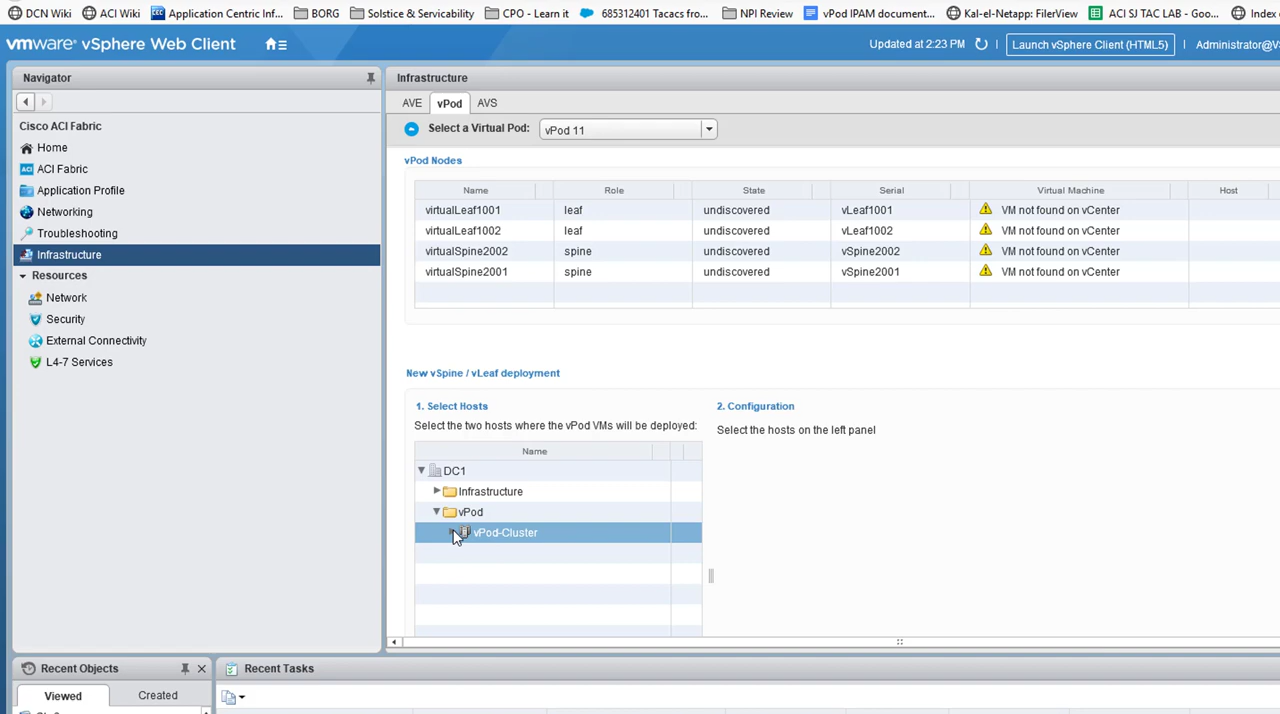 DCN Wiki ACI Wiki Application Centric Inf... BORG Solstice & Servicability CPO - Learn it 685312401 Tacacs fro... NPI Review vPod IPAM document... Kal-el-Netapp: FilerView ACI SJ TAC LAB - Goo... Index
vmware vSphere Web Client Updated at 2:23 PM Launch vSphere Client (HTML5) Administrator@VS
Navigator
Cisco ACI Fabric
Home
ACI Fabric
Application Profile
Networking
Troubleshooting
Infrastructure
Resources
Network
Security
External Connectivity
L4-7 Services
Infrastructure
AVE vPod AVS
Select a Virtual Pod: vPod 11
vPod Nodes
Name Role State Serial Virtual Machine Host
virtualLeaf1001 leaf undiscovered vLeaf1001 VM not found on vCenter
virtualLeaf1002 leaf undiscovered vLeaf1002 VM not found on vCenter
virtualSpine2002 spine undiscovered vSpine2002 VM not found on vCenter
virtualSpine2001 spine undiscovered vSpine2001 VM not found on vCenter
New vSpine / vLeaf deployment
1. Select Hosts
Select the two hosts where the vPod VMs will be deployed:
Name
DC1
Infrastructure
vPod
vPod-Cluster
2. Configuration
Select the hosts on the left panel
Recent Objects
Viewed Created
Recent Tasks